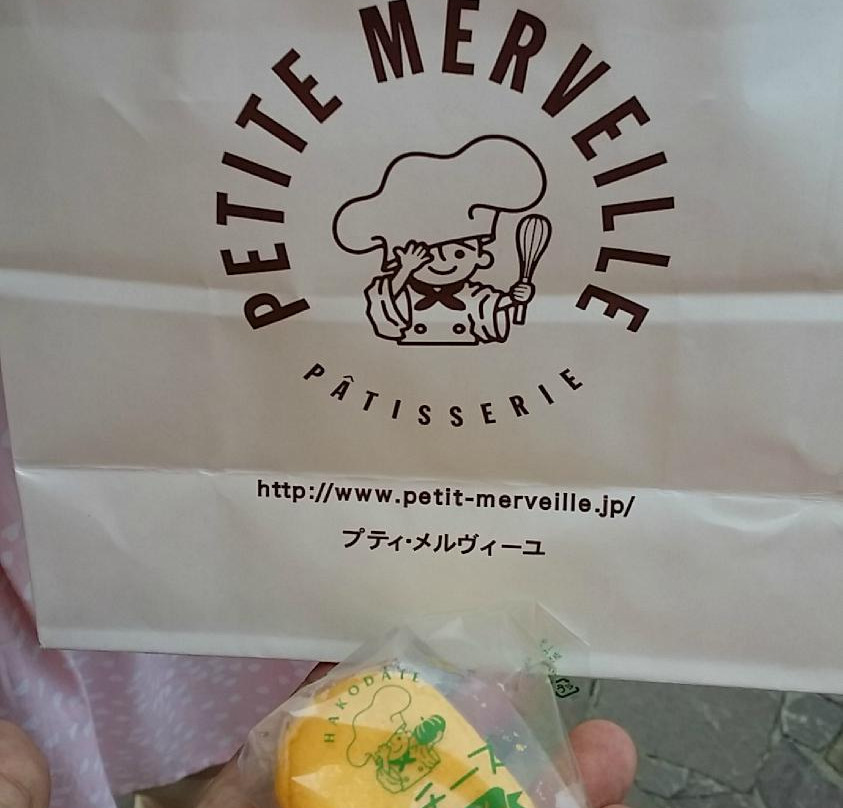 PETITE MERVEILLE
PÂTISSERIE
http://www.petit-merveille.jp/
プティ・メルヴィーユ
HAKODATE